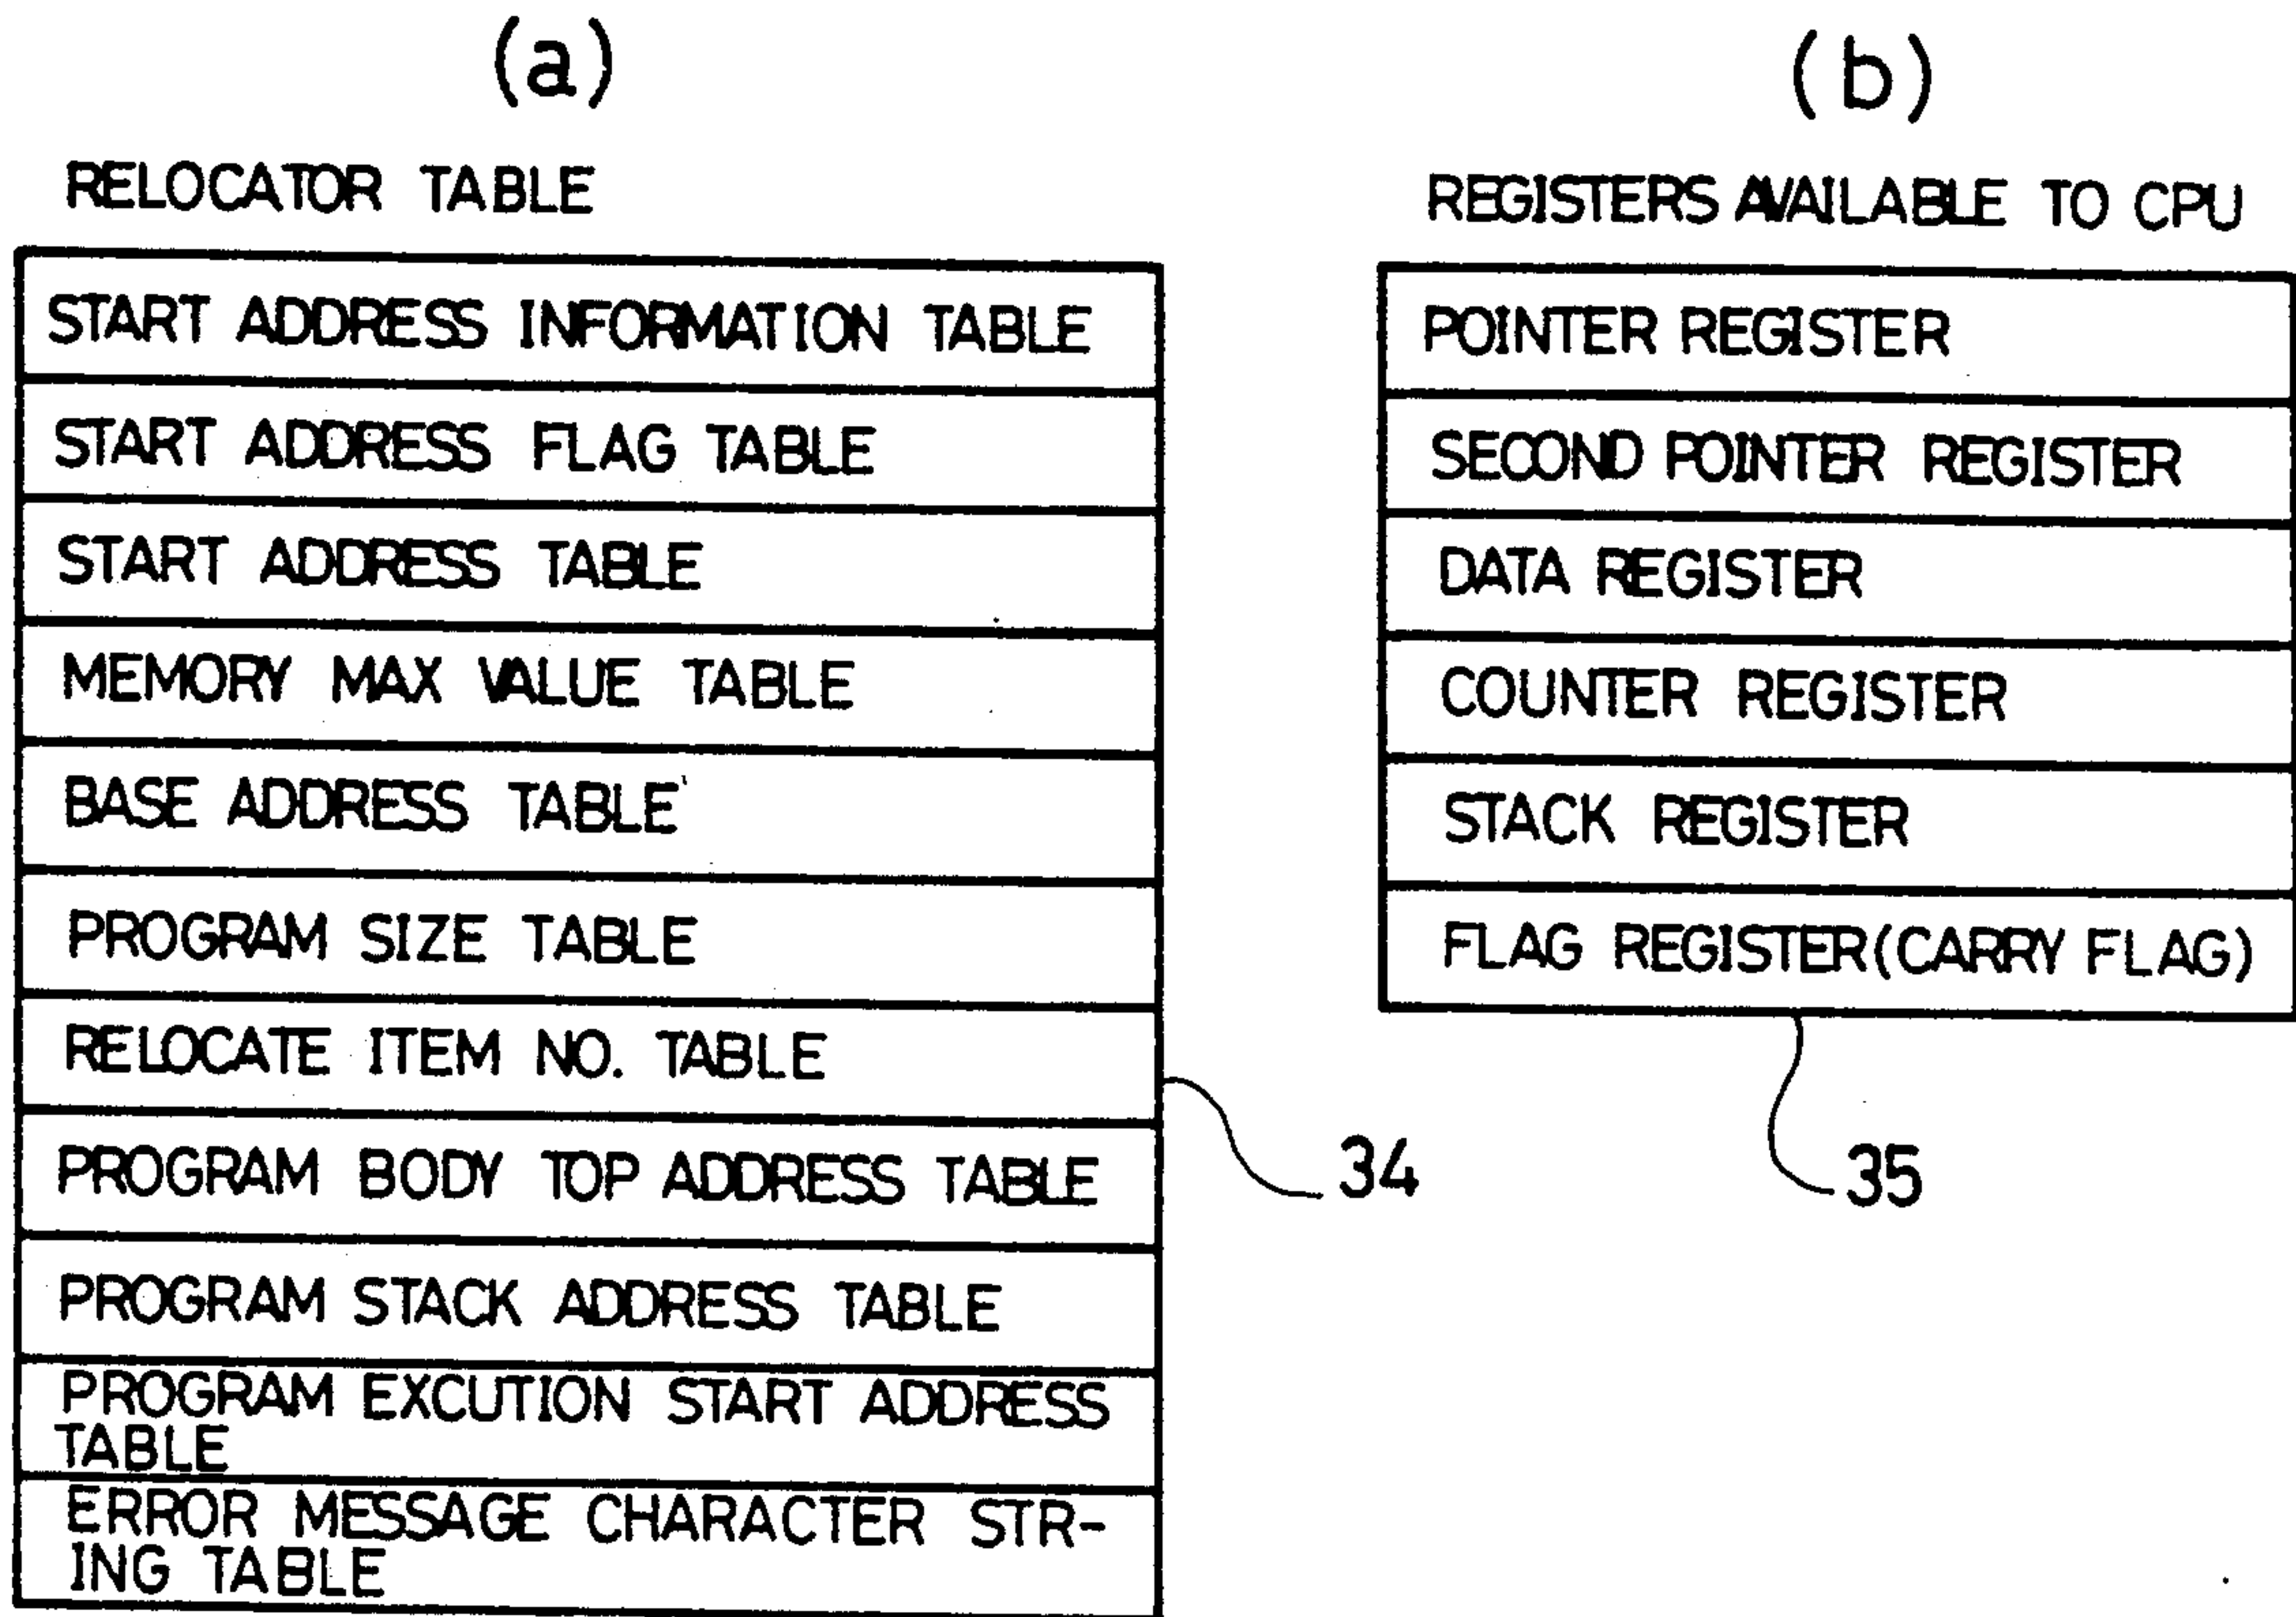 (a)
RELOCATOR TABLE
START ADDRESS INFORMATION TABLE
START ADDRESS FLAG TABLE
START ADDRESS TABLE
MEMORY MAX VALUE TABLE
BASE ADDRESS TABLE
PROGRAM SIZE TABLE
RELOCATE ITEM NO. TABLE
PROGRAM BODY TOP ADDRESS TABLE
PROGRAM STACK ADDRESS TABLE
PROGRAM EXCUTION START ADDRESS
TABLE
ERROR MESSAGE CHARACTER STR-
ING TABLE
34
(b)
REGISTERS AVAILABLE TO CPU
POINTER REGISTER
SECOND POINTER REGISTER
DATA REGISTER
COUNTER REGISTER
STACK REGISTER
FLAG REGISTER(CARRY FLAG)
35